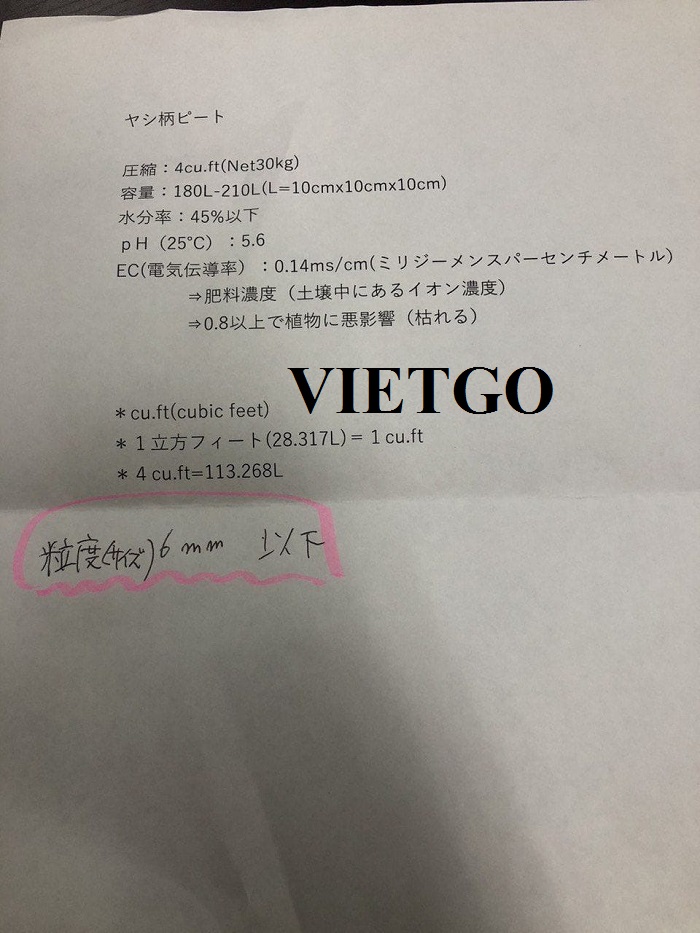 ヤシ柄ピート
圧縮：4cu.ft(Net30kg)
容量：180L-210L(L=10cmx10cmx10cm)
水分率：45%以下
ｐH（25℃）：5.6
EC(電気伝導率）：0.14ms/cm(ミリジーメンスパーセンチメートル)
⇒肥料濃度（土壌中にあるイオン濃度）
⇒0.8以上で植物に悪影響（枯れる）
VIETGO
＊cu.ft(cubic feet)
＊１立方フィート(28.317L)＝１cu.ft
＊４cu.ft=113.268L
粒度(サイズ)6mm 以下